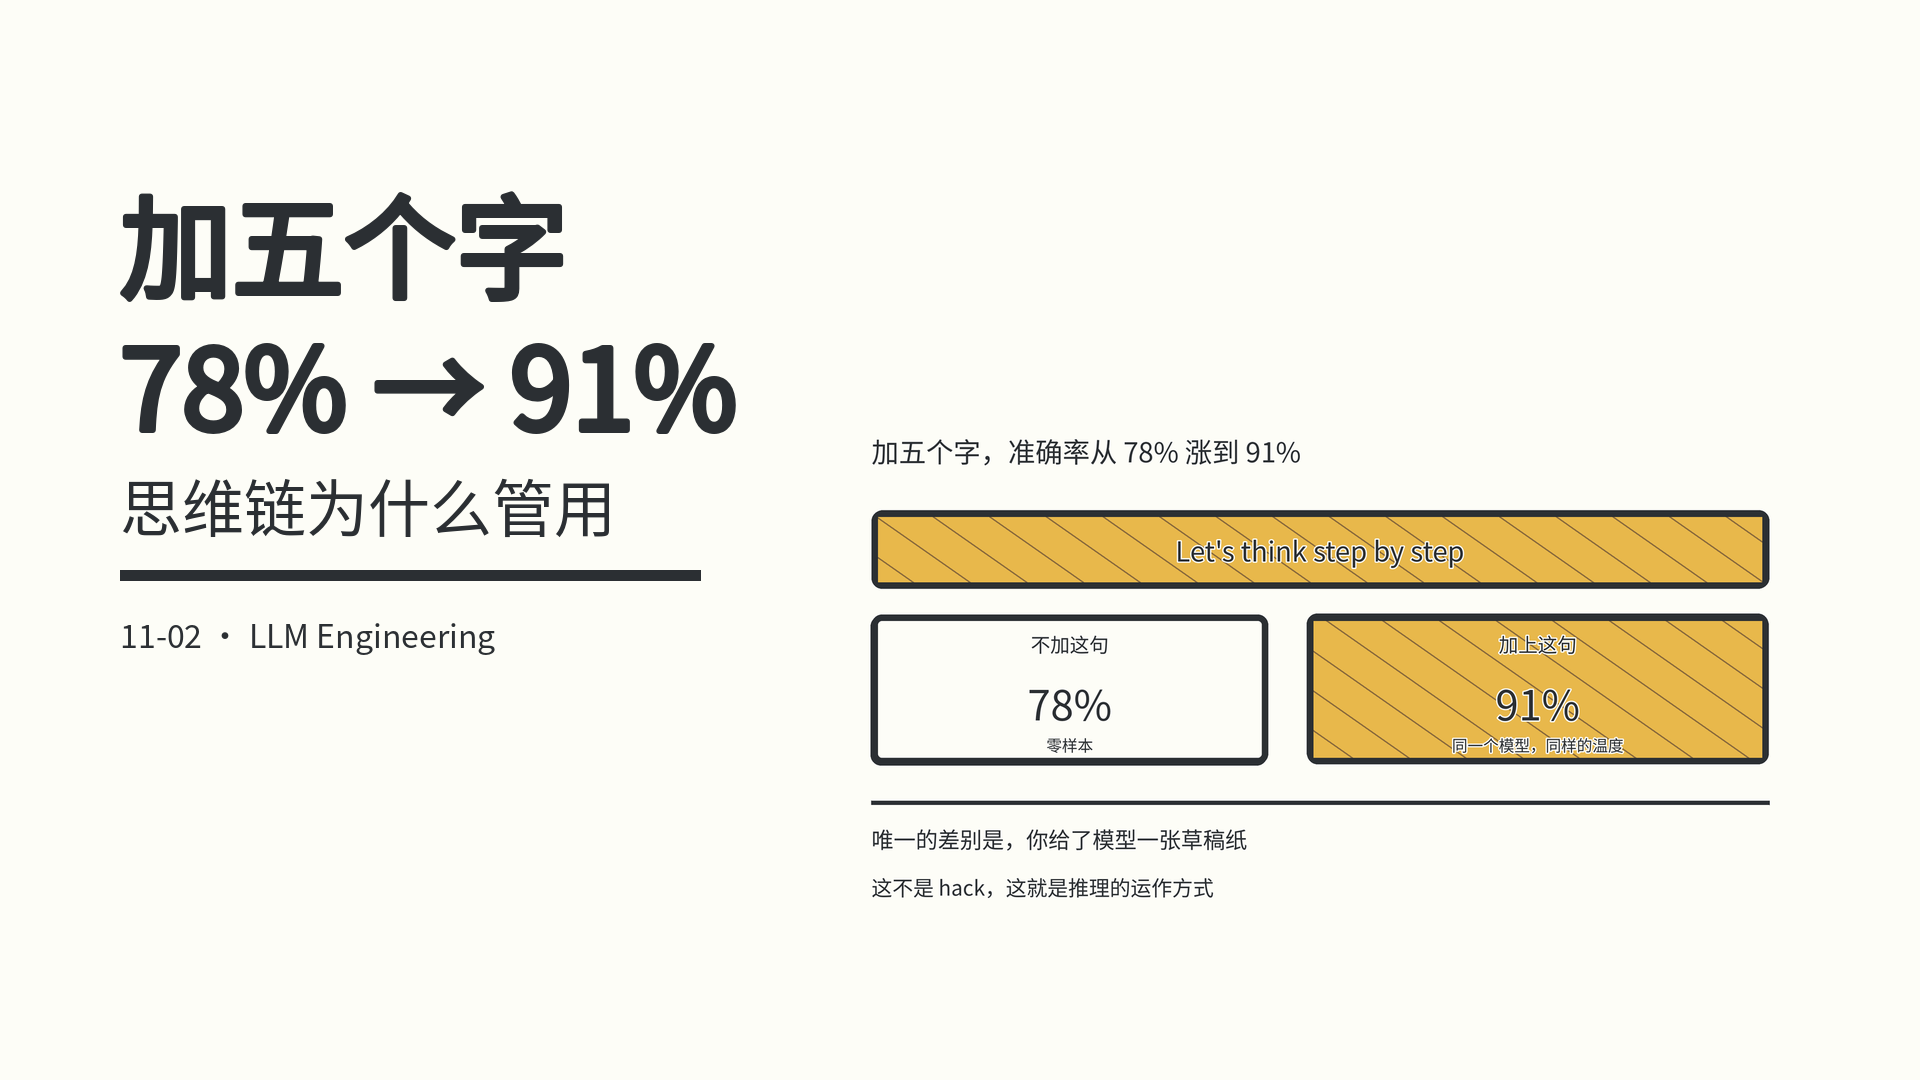 加五个字
78% → 91%
思维链为什么管用
11-02 · LLM Engineering
加五个字，准确率从 78% 涨到 91%
Let's think step by step
不加这句
78%
零样本
加上这句
91%
同一个模型，同样的温度
唯一的差别是，你给了模型一张草稿纸
这不是 hack，这就是推理的运作方式